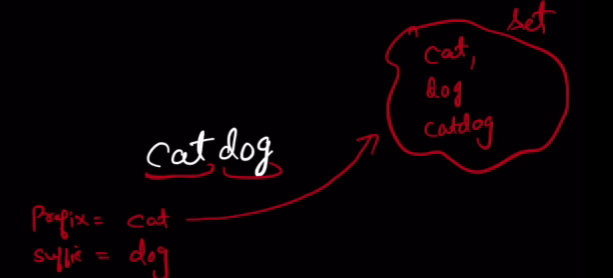 set
cat,
dog
catdog
catdog
Prefix = cat
suffix = dog